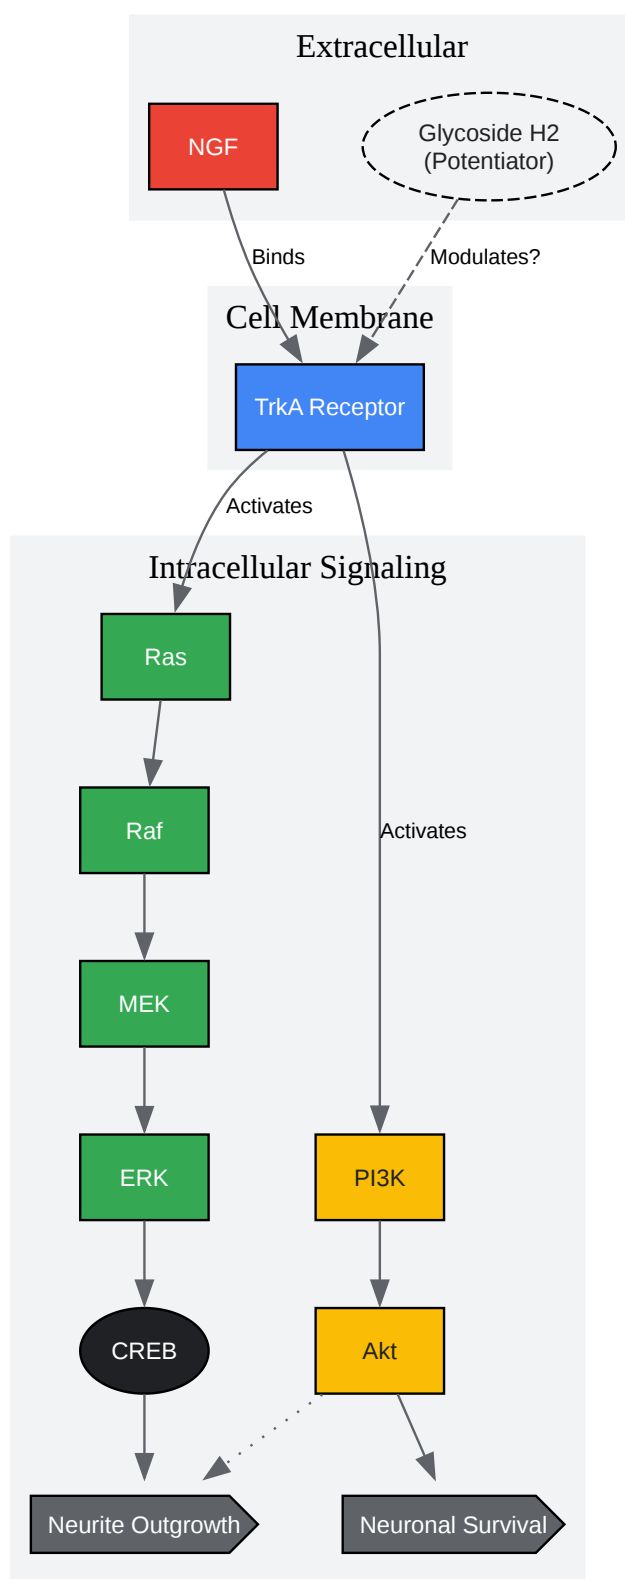 Extracellular
NGF
Glycoside H2
(Potentiator)
Binds
Modulates?
Cell Membrane
TrkA Receptor
Activates
Intracellular Signaling
Ras
Raf
Activates
MEK
ERK
PI3K
CREB
Akt
Neurite Outgrowth
Neuronal Survival